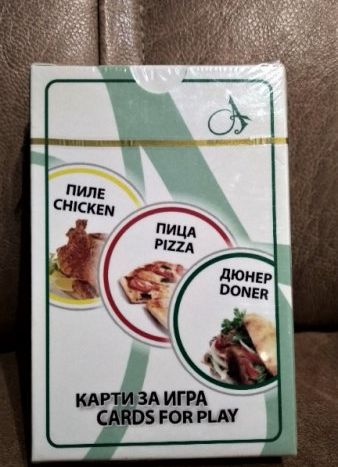 ПИЛЕ
CHICKEN
ПИЦА
PIZZA
ДЮНЕР
DONER
КАРТИ ЗА ИГРА
CARDS FOR PLAY